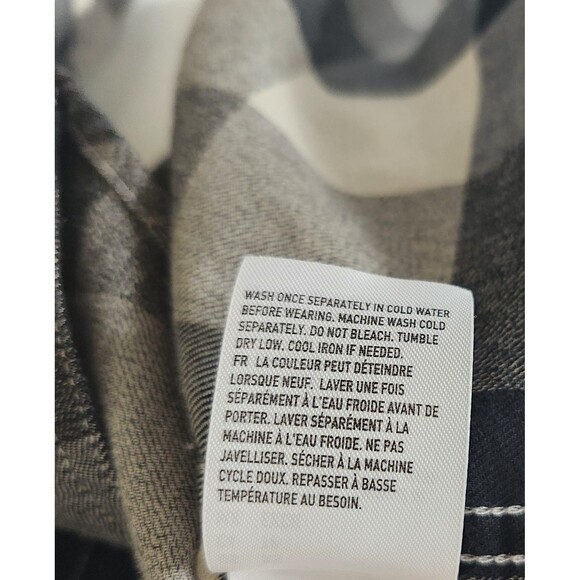 WASH ONCE SEPARATELY IN COLD WATER
BEFORE WEARING. MACHINE WASH COLD
SEPARATELY. DO NOT BLEACH. TUMBLE
DRY LOW. COOL IRON IF NEEDED.
FR LA COULEUR PEUT DÉTEINDRE
LORSQUE NEUF. LAVER UNE FOIS
SÉPARÉMENT À L'EAU FROIDE AVANT DE
PORTER. LAVER SÉPARÉMENT À LA
MACHINE À L'EAU FROIDE. NE PAS
JAVELLISER. SÉCHER À LA MACHINE
CYCLE DOUX. REPASSER À BASSE
TEMPÉRATURE AU BESOIN.